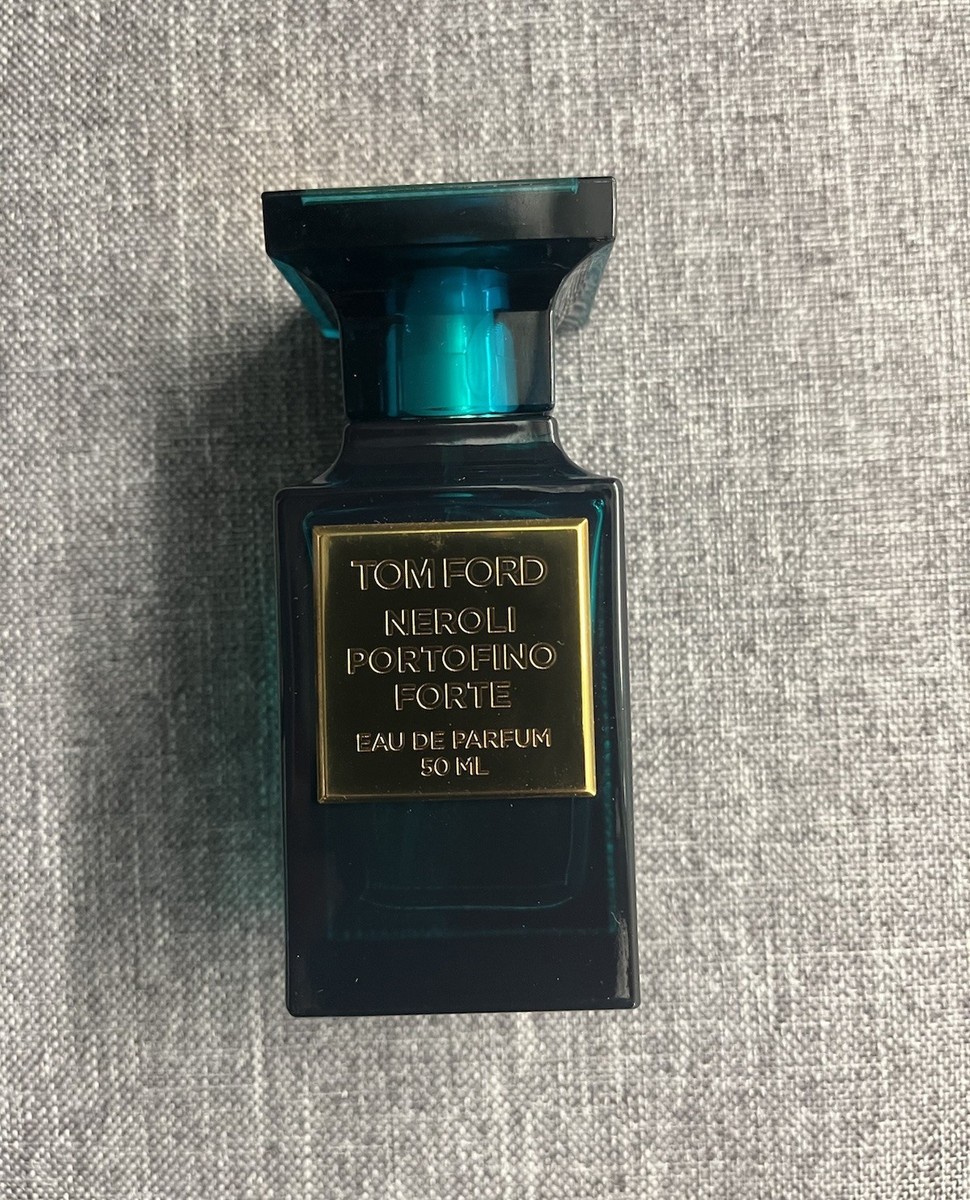 TOM FORD
NEROLI
PORTOFINO
FORTE
EAU DE PARFUM
50 ML